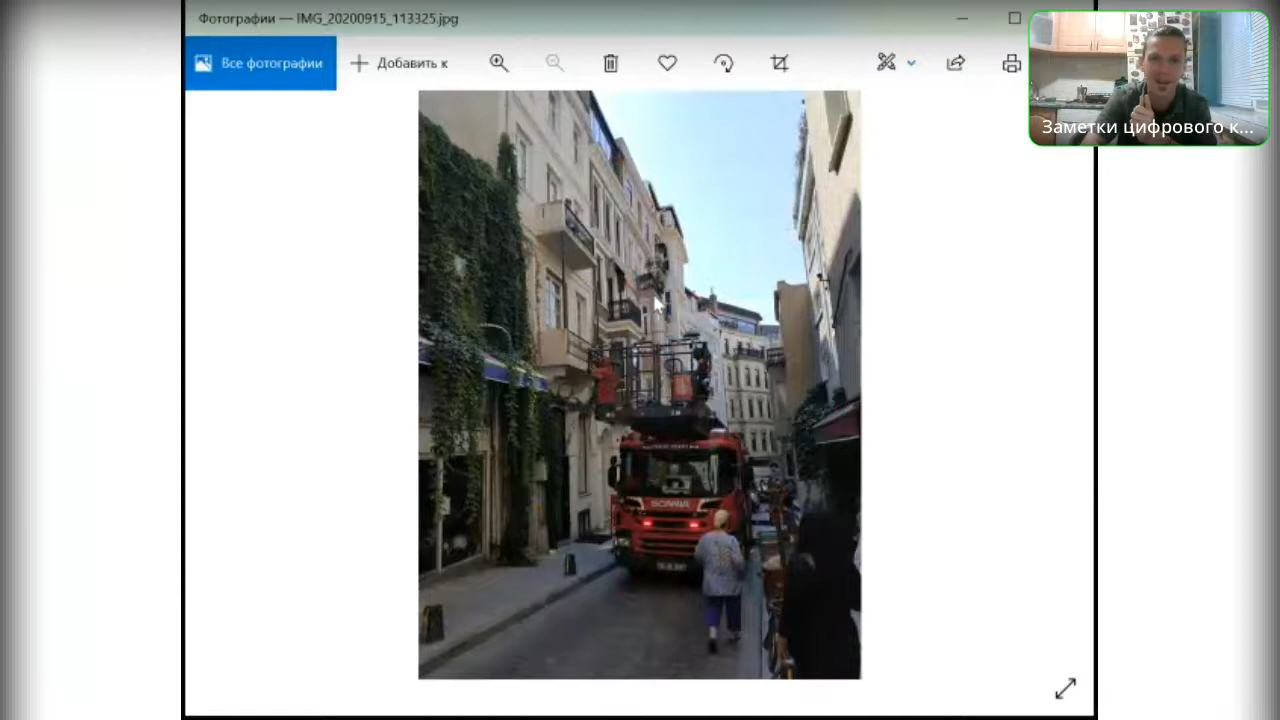 Фотографии — IMG_20200915_113325.jpg
Все фотографии
Добавить к
Заметки цифрового к...
SCANIA